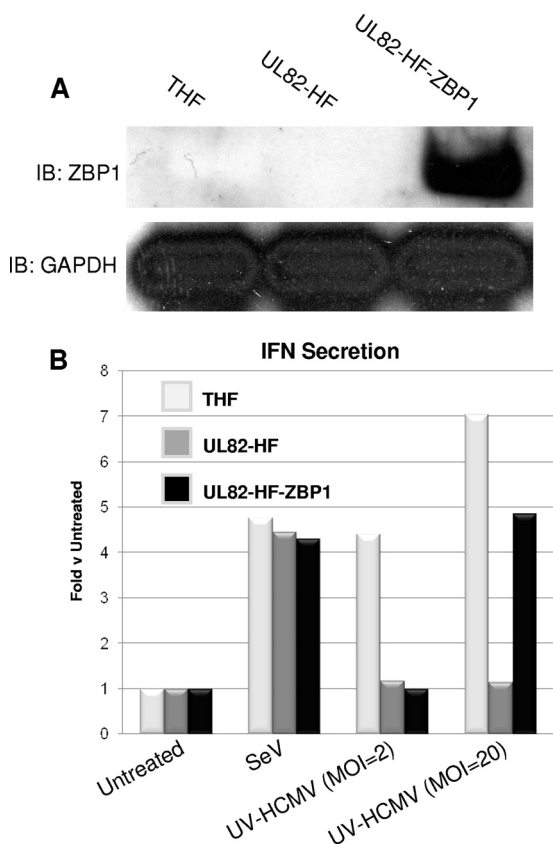 A
THF
UL82-HF
UL82-HF-ZBP1
IB: ZBP1
IB: GAPDH
B
IFN Secretion
8
7
6
5
4
3
2
1
0
Fold v Untreated
THF
UL82-HF
UL82-HF-ZBP1
Untreated
SeV
UV-HCMV (MOI=2)
UV-HCMV (MOI=20)